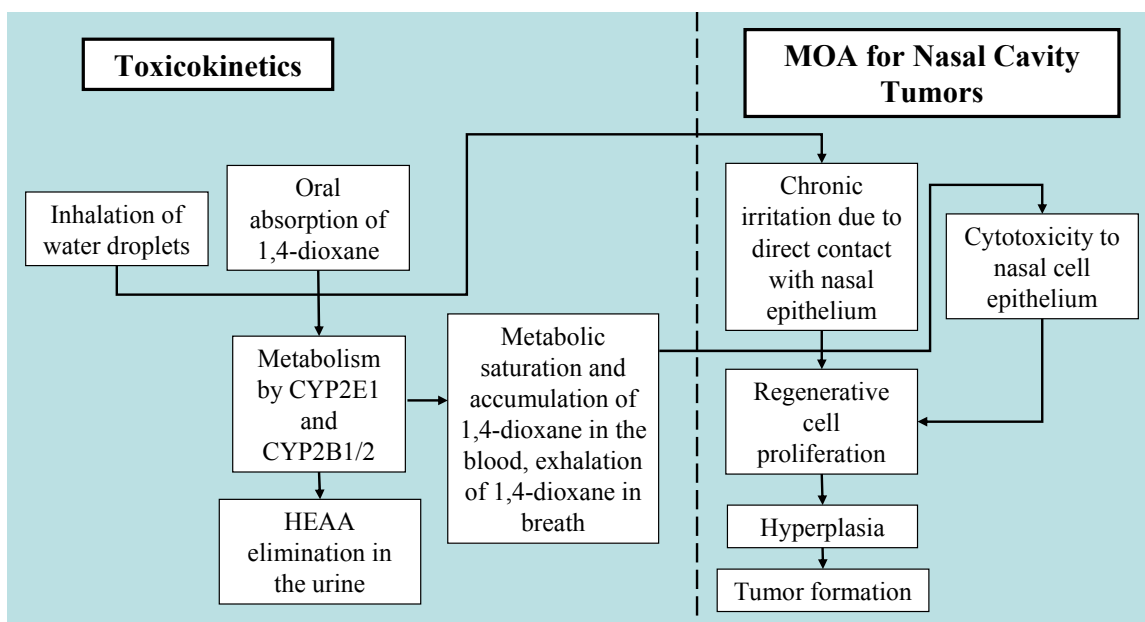 Toxicokinetics
MOA for Nasal Cavity
Tumors
Inhalation of
water droplets
Oral
absorption of
1,4-dioxane
Metabolism
by CYP2E1
and
CYP2B1/2
HEAA
elimination in
the urine
Metabolic
saturation and
accumulation of
1,4-dioxane in the
blood, exhalation
of 1,4-dioxane in
breath
Chronic
irritation due to
direct contact
with nasal
epithelium
Cytotoxicity to
nasal cell
epithelium
Regenerative
cell
proliferation
Hyperplasia
Tumor formation